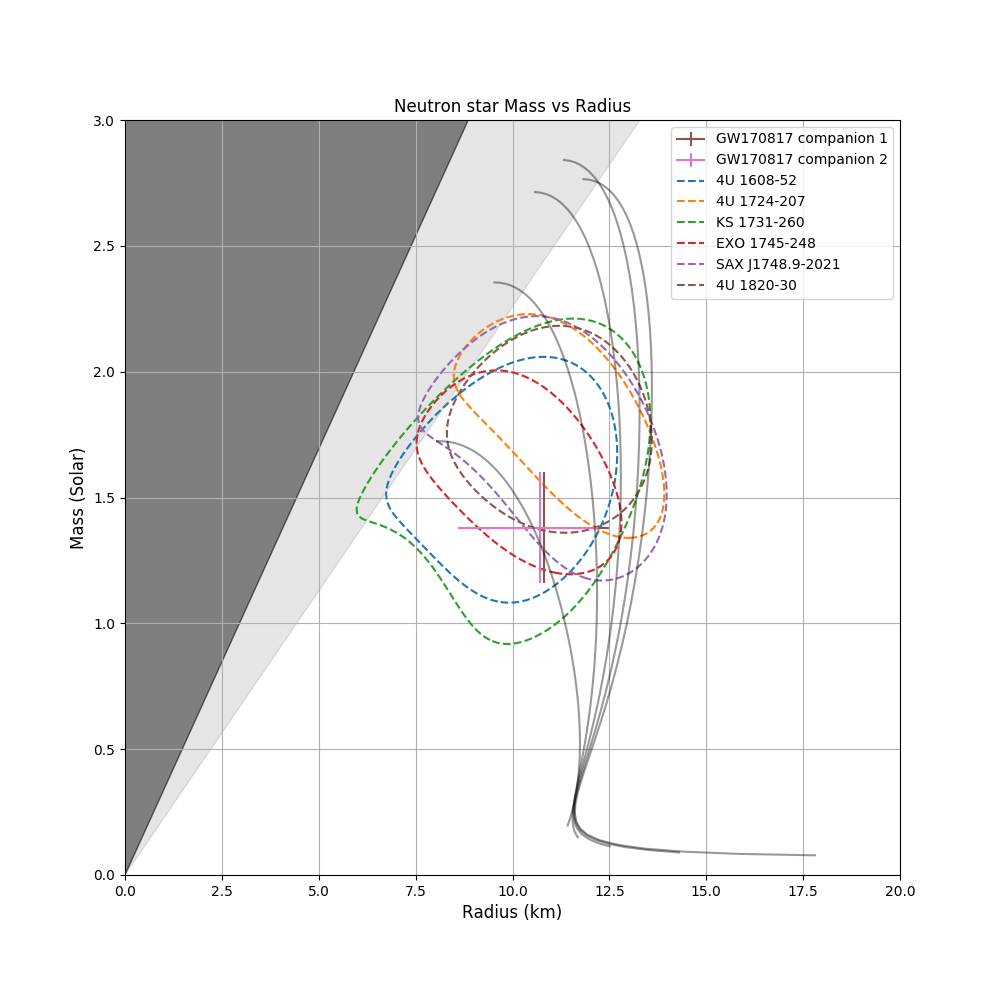 Neutron star Mass vs Radius
GW170817 companion 1
GW170817 companion 2
4U 1608-52
4U 1724-207
KS 1731-260
EXO 1745-248
SAX J1748.9-2021
4U 1820-30
3.0
2.5
2.0
1.5
1.0
0.5
0.0
Mass (Solar)
0.0 2.5 5.0 7.5 10.0 12.5 15.0 17.5 20.0
Radius (km)